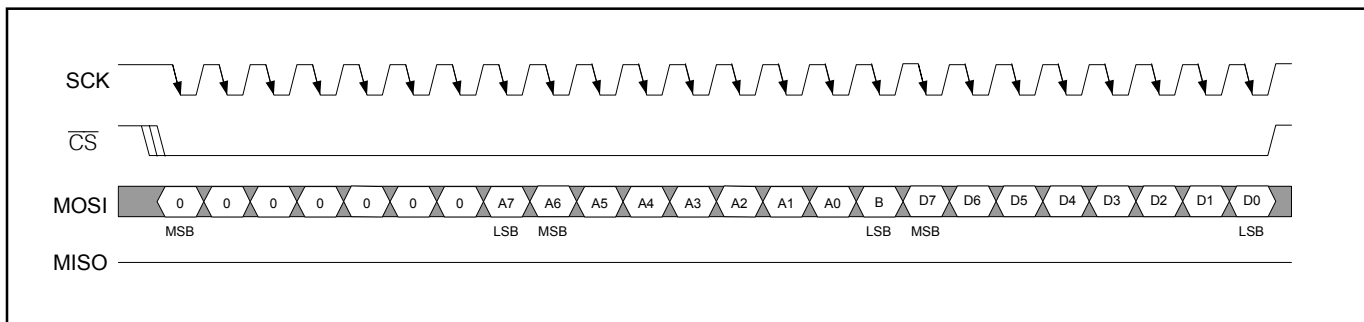 SCK
CS
MOSI 0 0 0 0 0 0 0 A7 A6 A5 A4 A3 A2 A1 A0 B D7 D6 D5 D4 D3 D2 D1 D0
MSB LSB MSB LSB MSB LSB
MISO